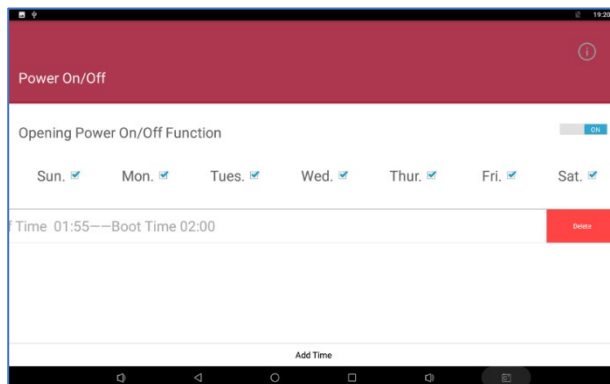 19:20
Power On/Off
Opening Power On/Off Function
ON
Sun. Mon. Tues. Wed. Thur. Fri. Sat.
f Time 01:55——Boot Time 02:00
Delete
Add Time